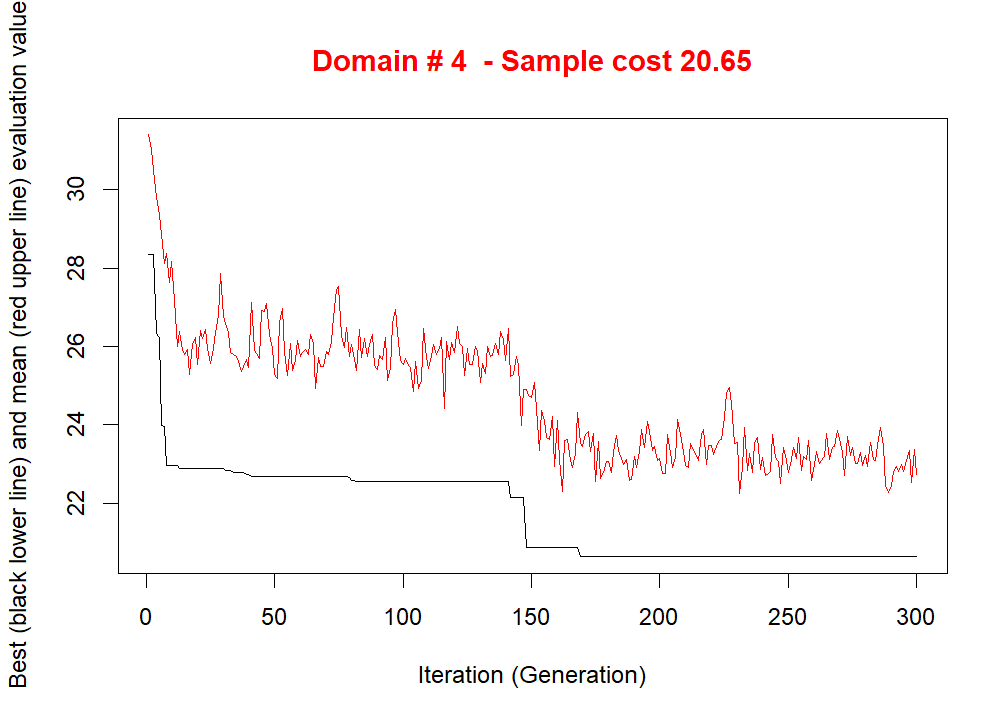 Domain # 4  - Sample cost 20.65
Best (black lower line) and mean (red upper line) evaluation value
30
28
26
24
22
0 50 100 150 200 250 300
Iteration (Generation)